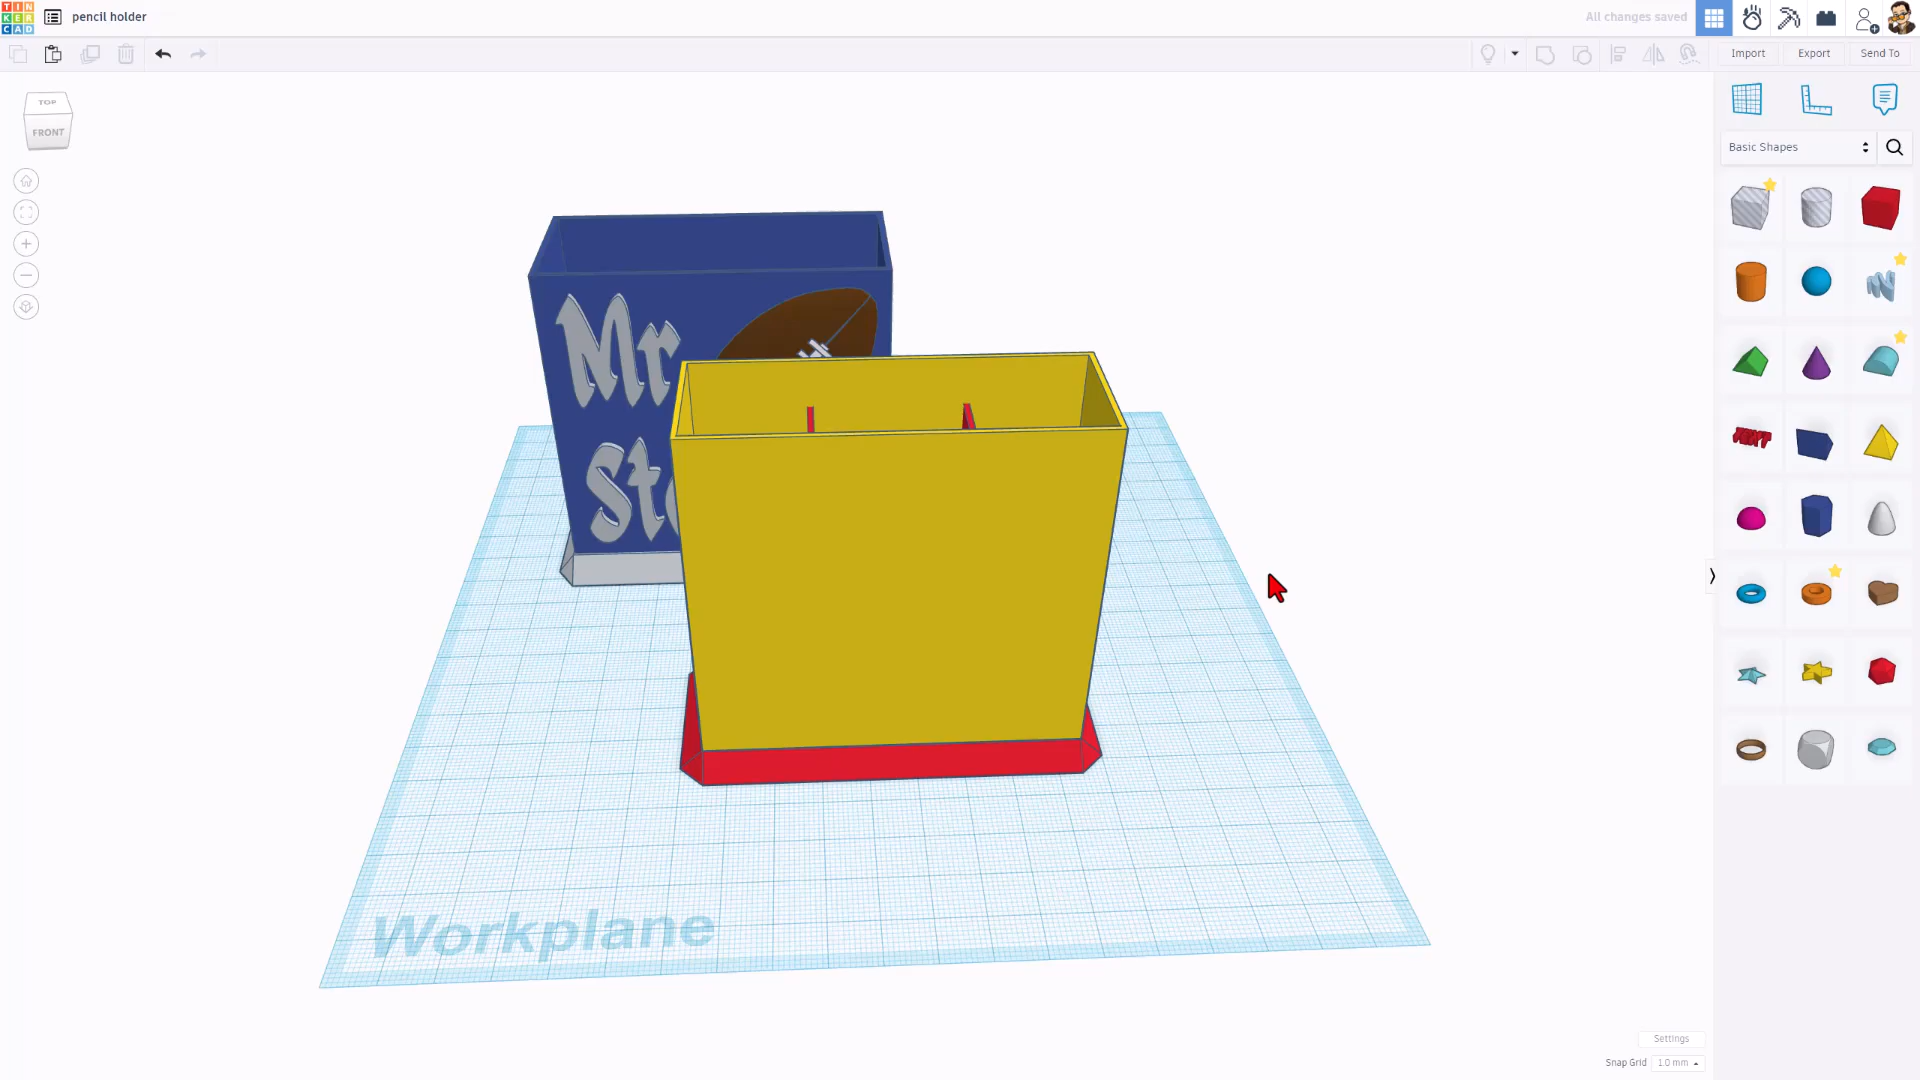 TIN
KER
CAD
pencil holder
All changes saved
Import
Export
Send To
TOP
FRONT
Basic Shapes
Mr
St
TEXT
Workplane
Settings
Snap Grid 1.0 mm